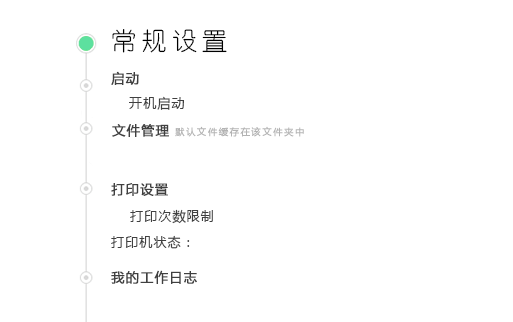 常规设置
启动
开机启动
文件管理 默认文件缓存在该文件夹中
打印设置
打印次数限制
打印机状态：
我的工作日志